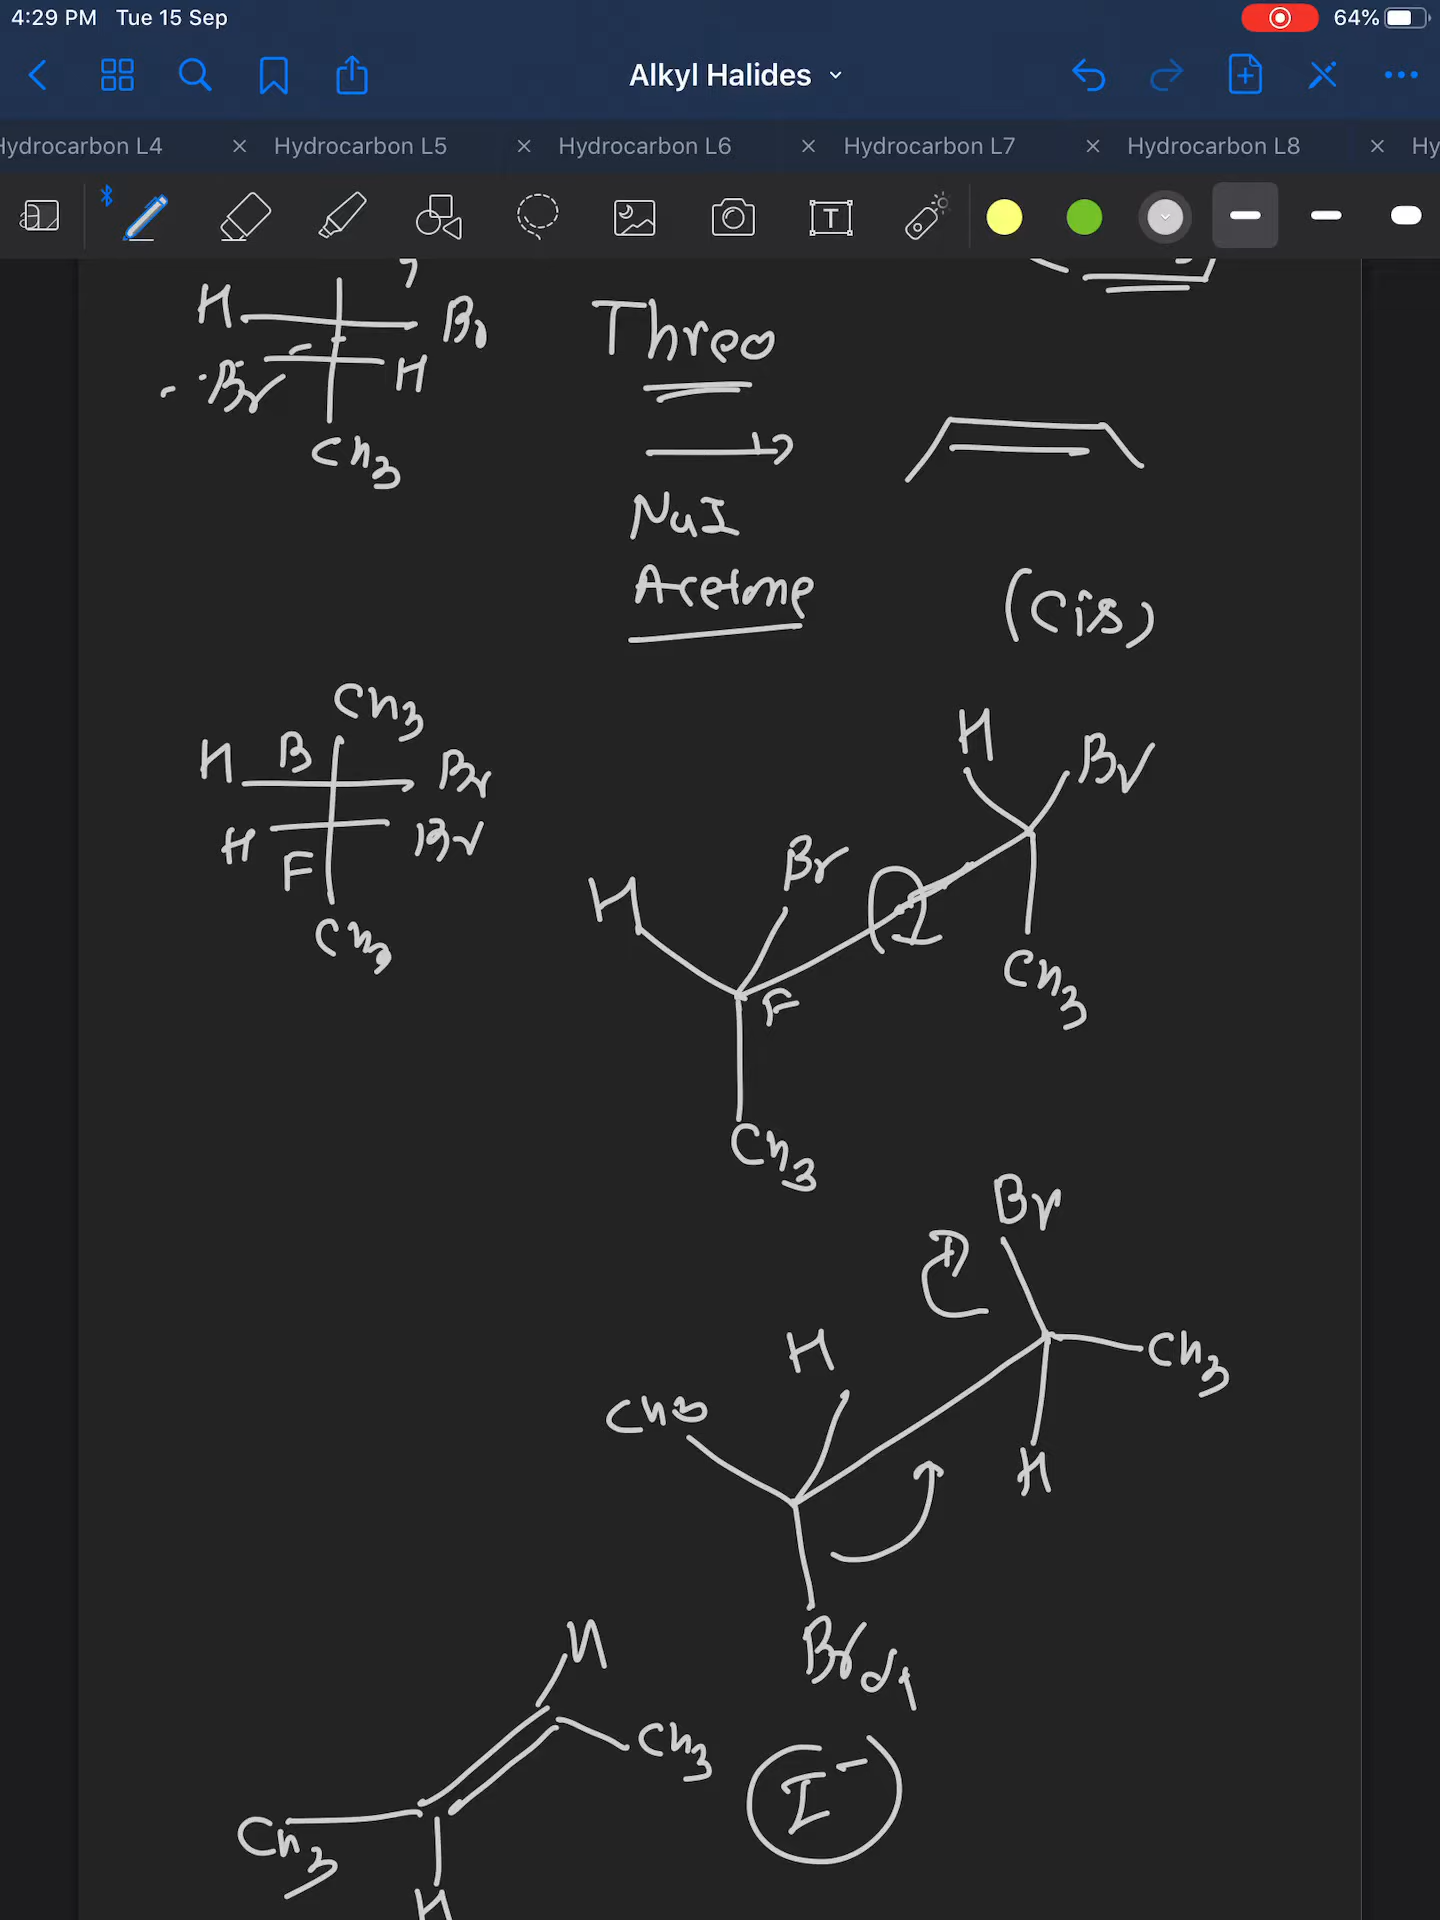 4:29 PM Tue 15 Sep
64%
Alkyl Halides
Hydrocarbon L4
Hydrocarbon L5
Hydrocarbon L6
Hydrocarbon L7
Hydrocarbon L8
Hy
H Br
Br H
CH3
Threo
NaI
Acetone
(Cis)
CH3
H B Br
H F Br
CH3
H Br
H Br
F
CH3
CH3
Br
H
CH3
CH3
H
Br
H
CH3
I-
CH3
H